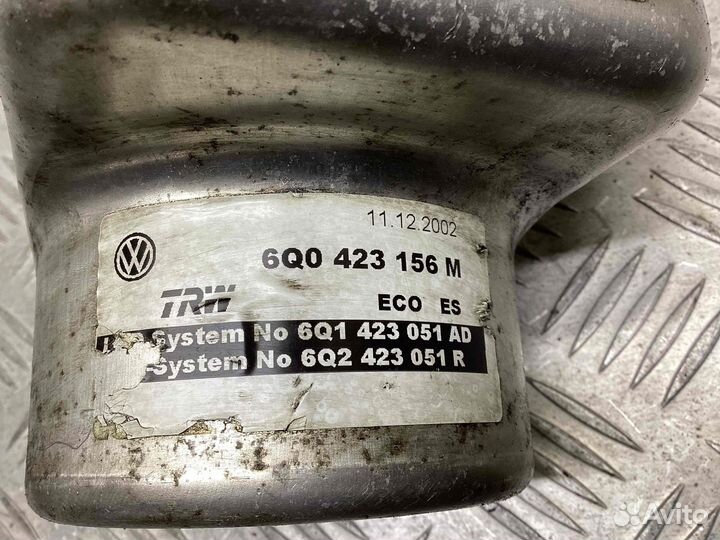 11.12.2002
6Q0 423 156 M
TRW
ECO ES
-System No 6Q1 423 051 AD
-System No 6Q2 423 051 R
Avito